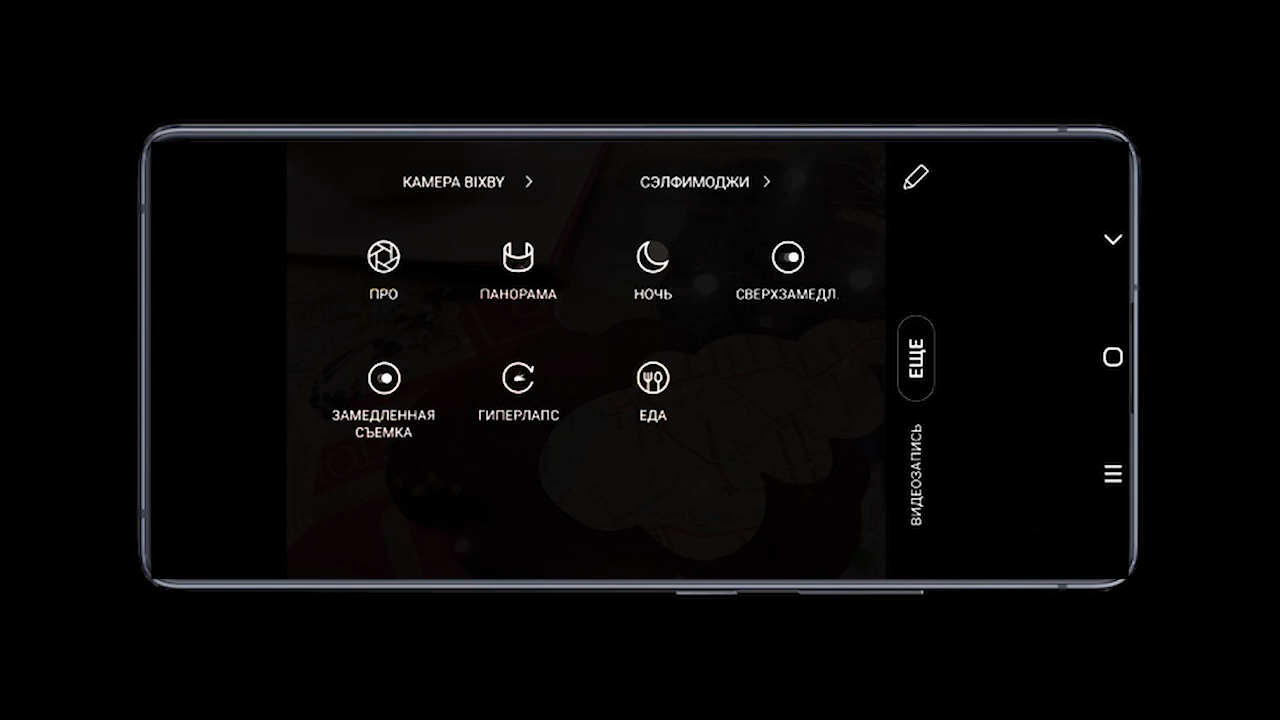 КАМЕРА BIXBY
СЭЛФИМОДЖИ
ПРО
ПАНОРАМА
НОЧЬ
СВЕРХЗАМЕДЛ.
ЗАМЕДЛЕННАЯ
СЪЕМКА
ГИПЕРЛАПС
ЕДА
ЕЩЕ
ВИДЕОЗАПИСЬ